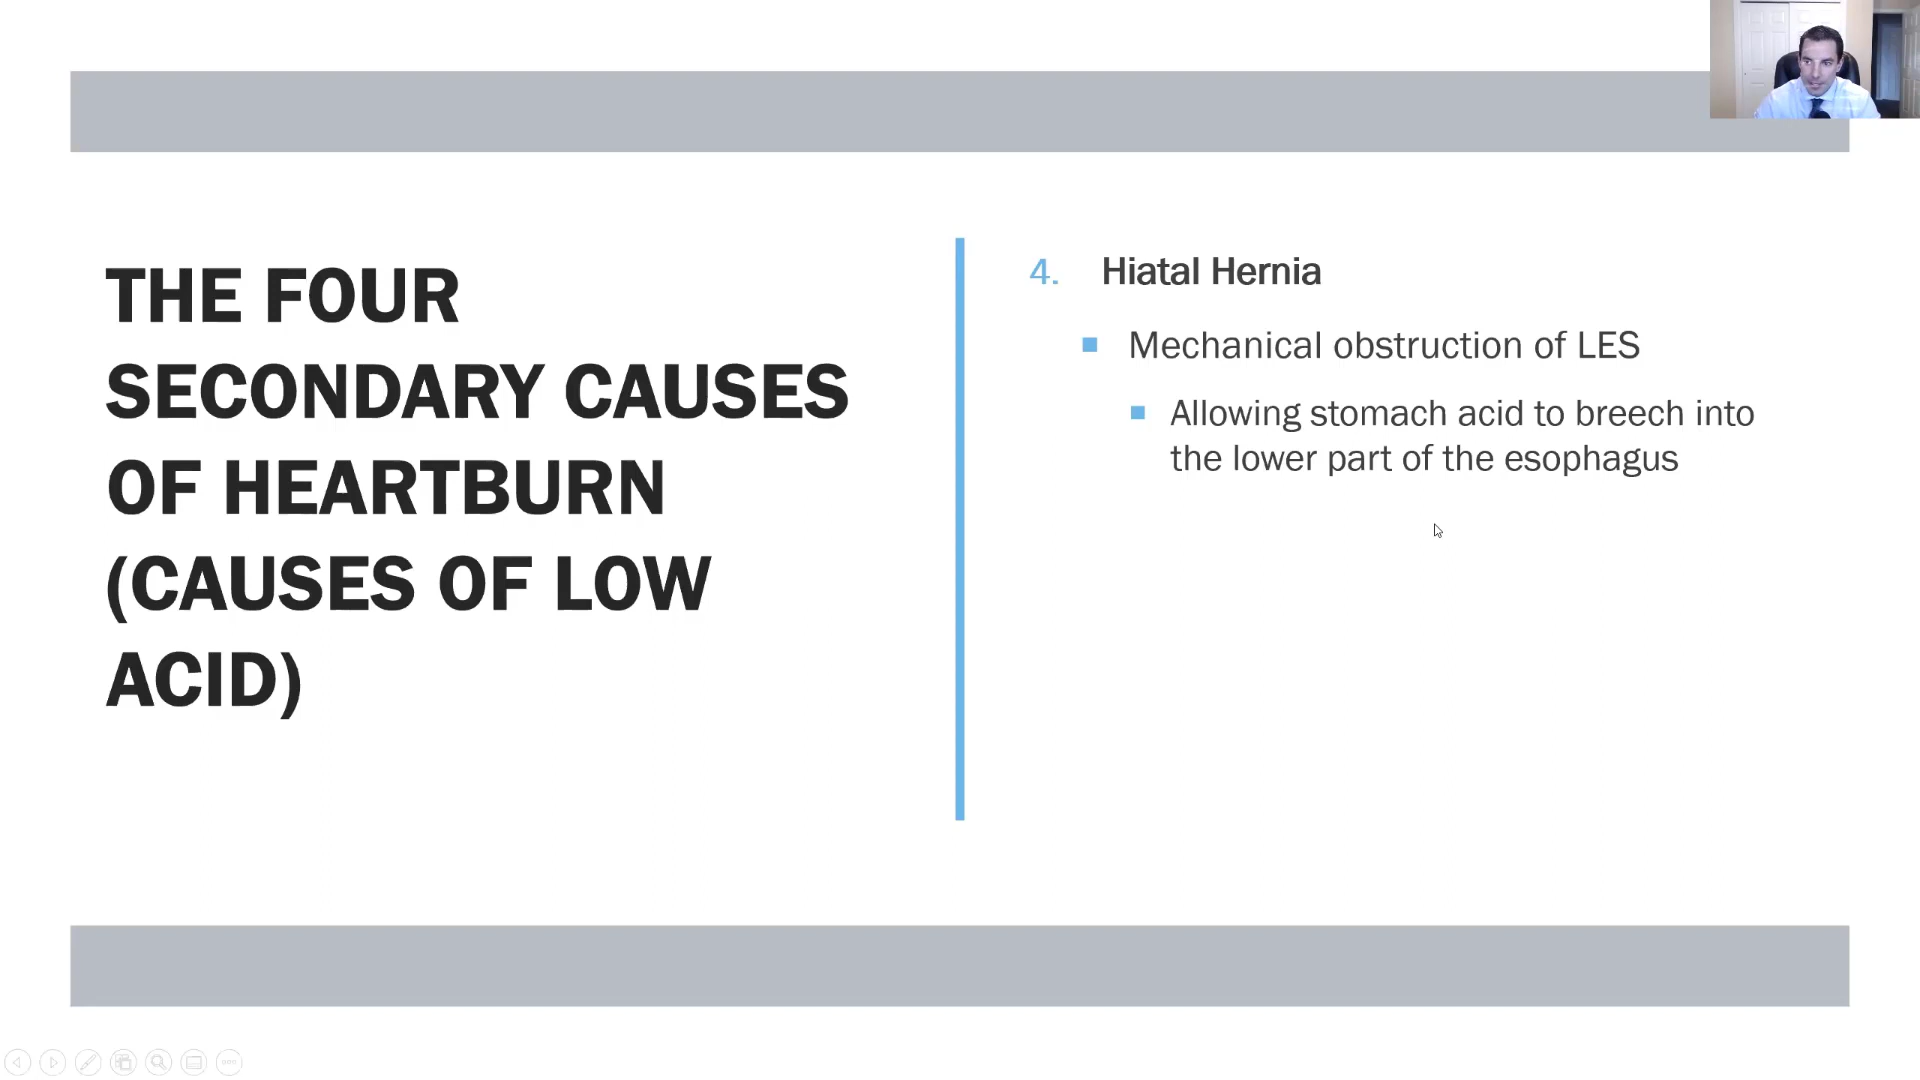 THE FOUR
SECONDARY CAUSES
OF HEARTBURN
(CAUSES OF LOW
ACID)
4. Hiatal Hernia
Mechanical obstruction of LES
Allowing stomach acid to breech into
the lower part of the esophagus